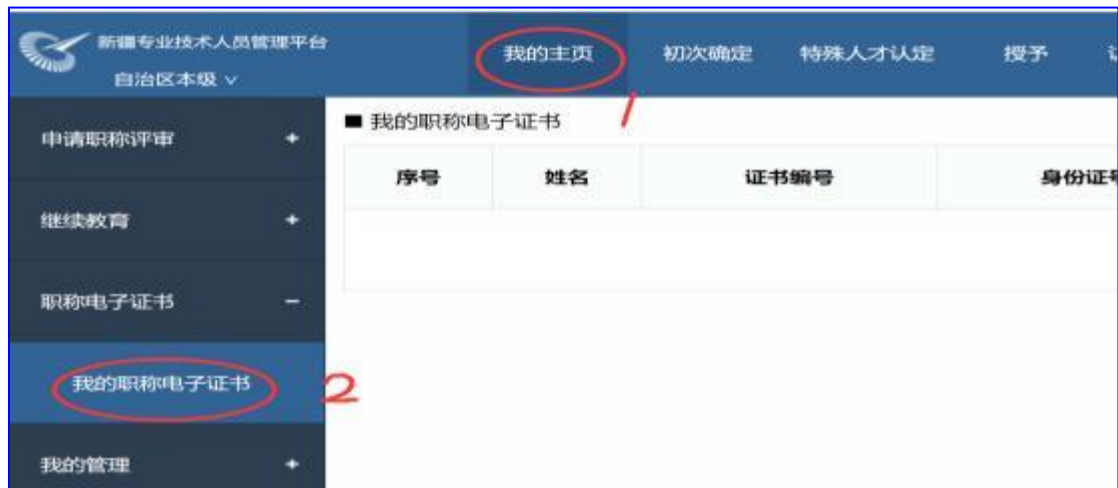 新疆专业技术人员管理平台
自治区本级
我的主页 初次确定 特殊人才认定 授予
1
申请职称评审 +
■ 我的职称电子证书
序号 姓名 证书编号 身份证号
继续教育 +
职称电子证书 −
我的职称电子证书
2
我的管理 +